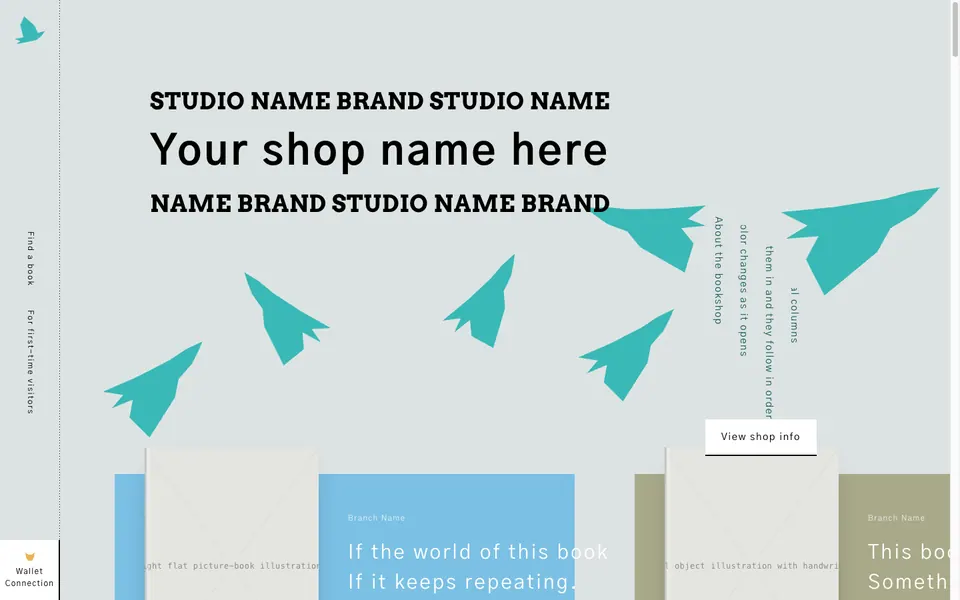 STUDIO NAME BRAND STUDIO NAME
Your shop name here
NAME BRAND STUDIO NAME BRAND
Find a book
For first-time visitors
About the bookshop
olor changes as it opens
them in and they follow in order
al columns
View shop info
Branch Name
If the world of this book
If it keeps repeating.
ight flat picture-book illustration
Branch Name
This boo
Someth
l object illustration with handwri
Wallet
Connection